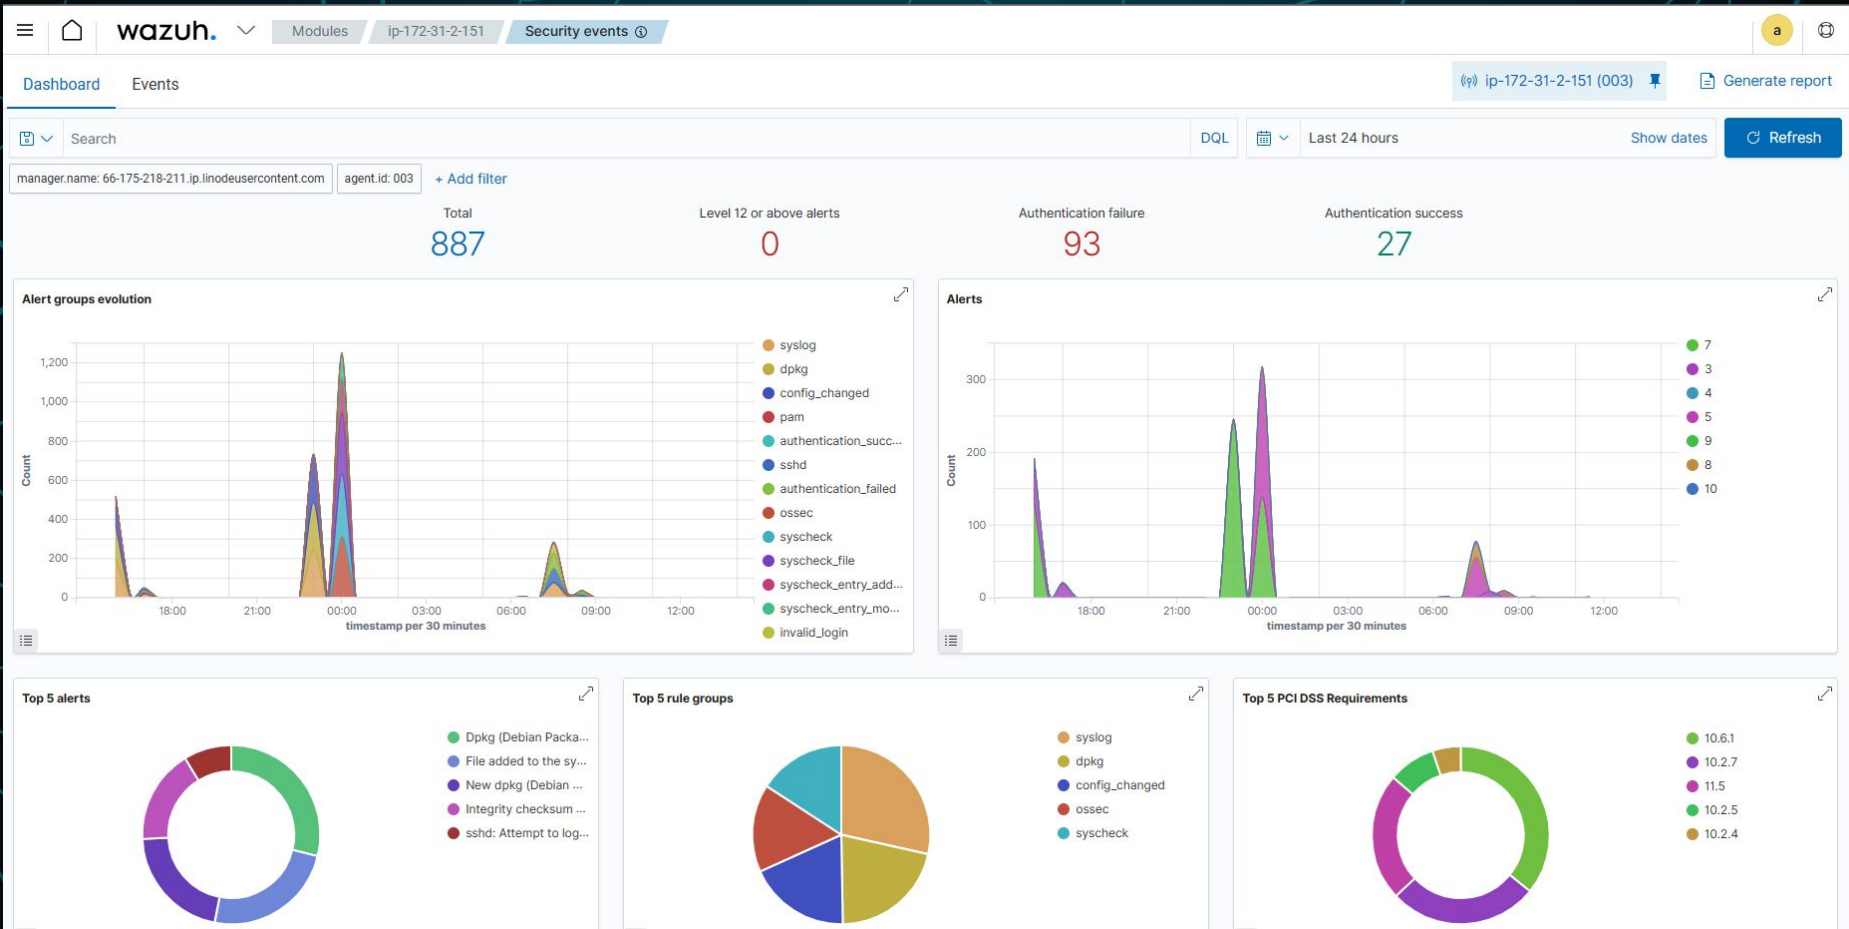 wazuh.
Modules
ip-172-31-2-151
Security events
a
Dashboard
Events
ip-172-31-2-151 (003)
Generate report
Search
DQL
Last 24 hours
Show dates
Refresh
manager.name: 66-175-218-211.ip.linodeusercontent.com
agent.id: 003
+ Add filter
Total
887
Level 12 or above alerts
0
Authentication failure
93
Authentication success
27
Alert groups evolution
1,200
1,000
800
600
400
200
0
Count
18:00
21:00
00:00
03:00
06:00
09:00
12:00
timestamp per 30 minutes
syslog
dpkg
config_changed
pam
authentication_succ...
sshd
authentication_failed
ossec
syscheck
syscheck_file
syscheck_entry_add...
syscheck_entry_mo...
invalid_login
Alerts
300
200
100
0
Count
18:00
21:00
00:00
03:00
06:00
09:00
12:00
timestamp per 30 minutes
7
3
4
5
9
8
10
Top 5 alerts
Dpkg (Debian Packa...
File added to the sy...
New dpkg (Debian ...
Integrity checksum ...
sshd: Attempt to log...
Top 5 rule groups
syslog
dpkg
config_changed
ossec
syscheck
Top 5 PCI DSS Requirements
10.6.1
10.2.7
11.5
10.2.5
10.2.4